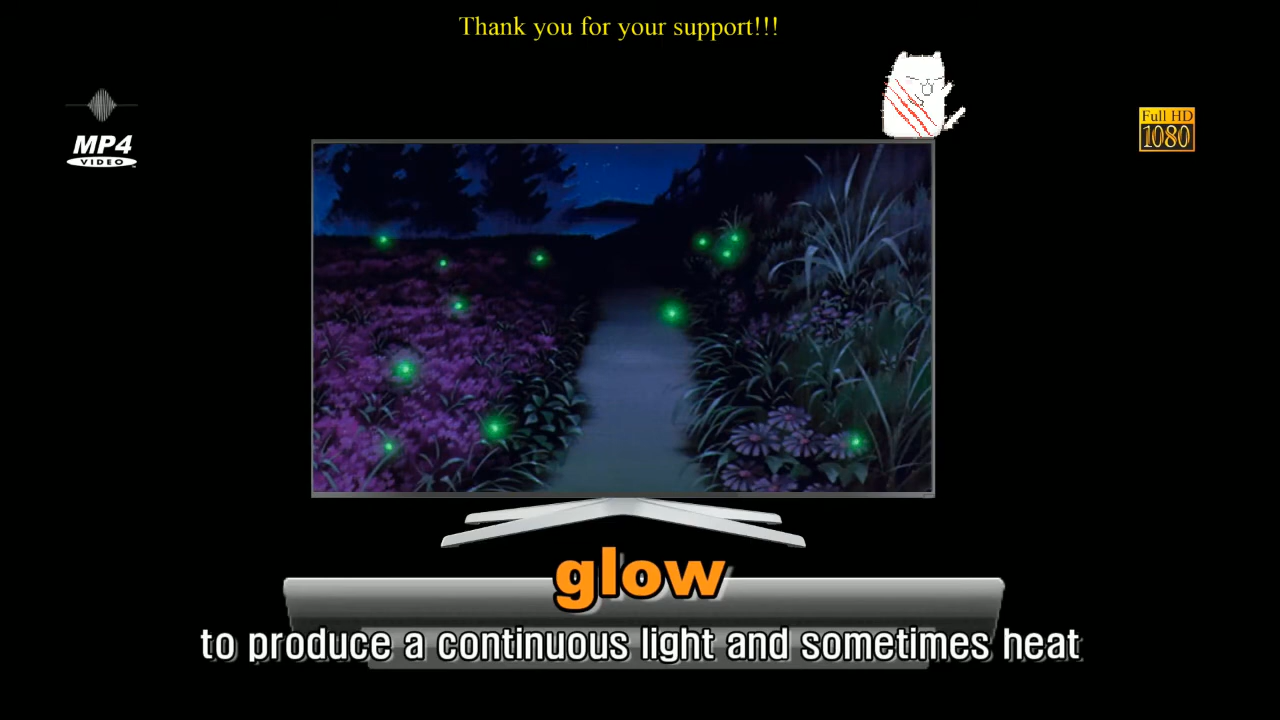 Thank you for your support!!!
MP4
VIDEO
Full HD
1080
glow
to produce a continuous light and sometimes heat